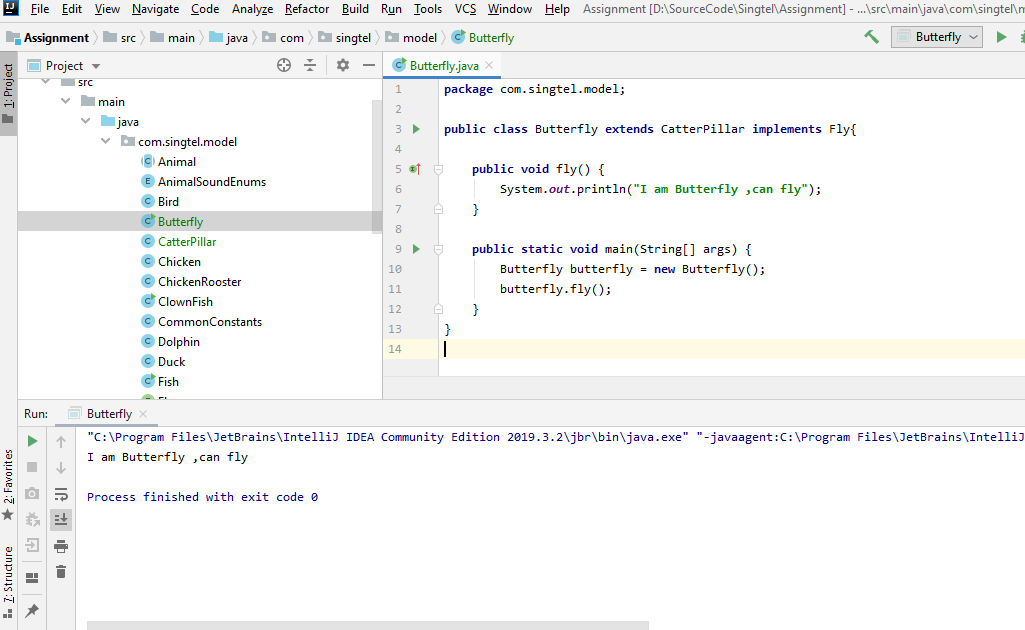 File Edit View Navigate Code Analyze Refactor Build Run Tools VCS Window Help Assignment [D:\SourceCode\Singtel\Assignment] - ...\src\main\java\com\singtel\m
Assignment src main java com singtel model Butterfly Butterfly
1: Project
Project
Butterfly.java
src
main
java
com.singtel.model
Animal
AnimalSoundEnums
Bird
Butterfly
CatterPillar
Chicken
ChickenRooster
ClownFish
CommonConstants
Dolphin
Duck
Fish
1 package com.singtel.model;
2
3 public class Butterfly extends CatterPillar implements Fly{
4
5 public void fly() {
6 System.out.println("I am Butterfly ,can fly");
7 }
8
9 public static void main(String[] args) {
10 Butterfly butterfly = new Butterfly();
11 butterfly.fly();
12 }
13 }
14
Run: Butterfly
"C:\Program Files\JetBrains\IntelliJ IDEA Community Edition 2019.3.2\jbr\bin\java.exe" "-javaagent:C:\Program Files\JetBrains\IntelliJ
I am Butterfly ,can fly
Process finished with exit code 0
2: Favorites
7: Structure